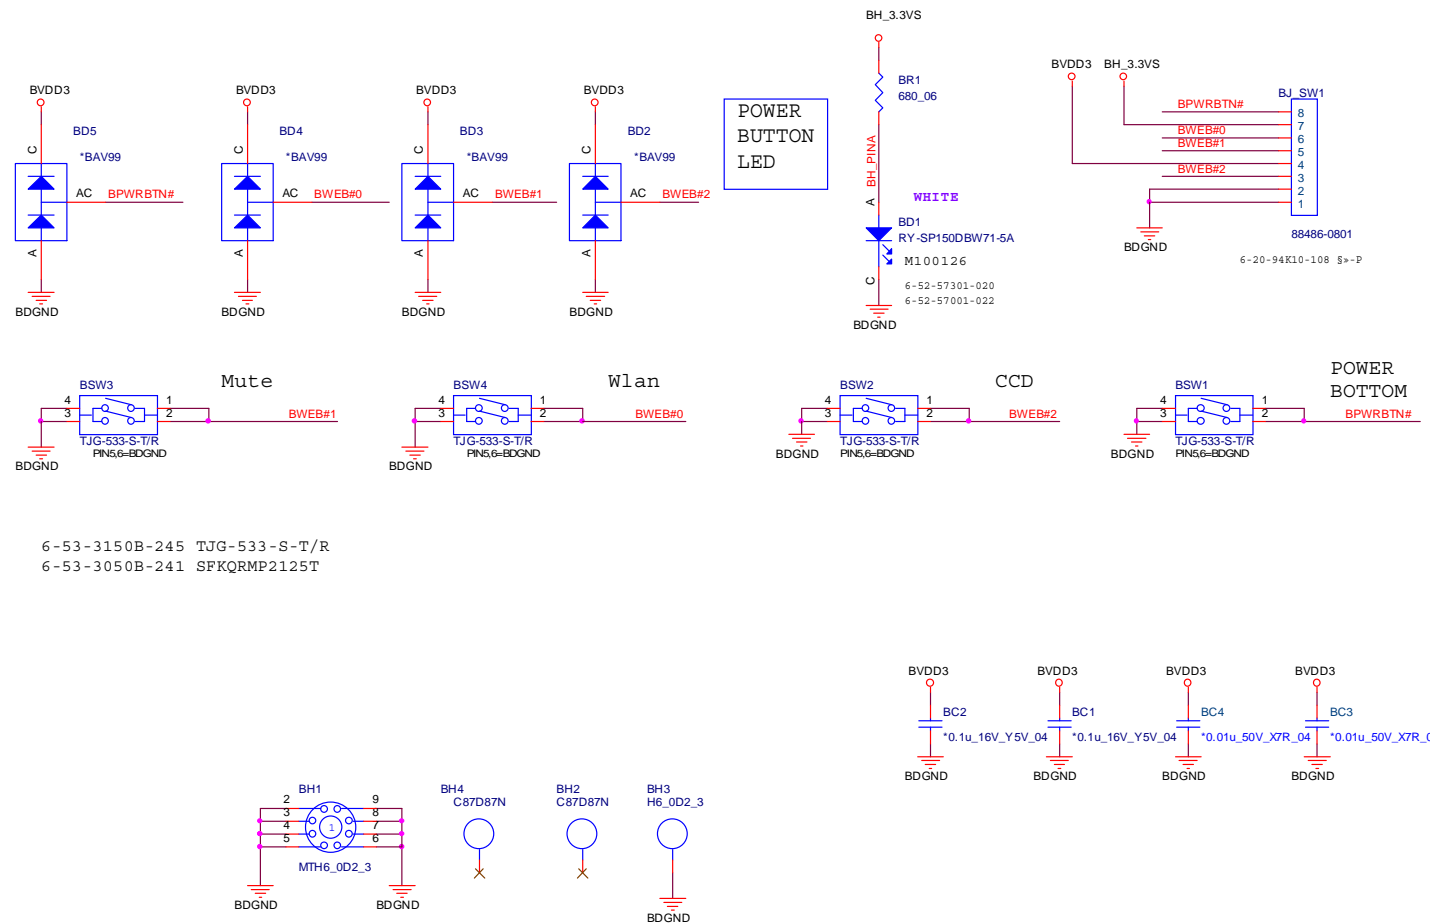 BH_3.3VS
BR1
680_06
BH_PINA
A
WHITE
BD1
RY-SP150DBW71-5A
M100126
C
6-52-57301-020
6-52-57001-022
BDGND
POWER
BUTTON
LED
BVDD3
BD5
C
*BAV99
AC BPWRBTN#
A
BDGND
BVDD3
BD4
C
*BAV99
AC BWEB#0
A
BDGND
BVDD3
BD3
C
*BAV99
AC BWEB#1
A
BDGND
BVDD3
BD2
C
*BAV99
AC BWEB#2
A
BDGND
BVDD3 BH_3.3VS
BJ_SW1
BPWRBTN# 8
7
BWEB#0 6
BWEB#1 5
4
BWEB#2 3
2
1
BDGND
88486-0801
6-20-94K10-108 §»-P
BSW3
Mute
4 1
3 2
BWEB#1
TJG-533-S-T/R
PIN5,6=BDGND
BDGND
BSW4
Wlan
4 1
3 2
BWEB#0
TJG-533-S-T/R
PIN5,6=BDGND
BDGND
BSW2
CCD
4 1
3 2
BWEB#2
TJG-533-S-T/R
PIN5,6=BDGND
BDGND
BSW1
POWER
BOTTOM
4 1
3 2
BPWRBTN#
TJG-533-S-T/R
PIN5,6=BDGND
BDGND
6-53-3150B-245 TJG-533-S-T/R
6-53-3050B-241 SFKQRMP2125T
BVDD3
BC2
*0.1u_16V_Y5V_04
BDGND
BVDD3
BC1
*0.1u_16V_Y5V_04
BDGND
BVDD3
BC4
*0.01u_50V_X7R_04
BDGND
BVDD3
BC3
*0.01u_50V_X7R_0
BDGND
BH1
2 9
3 8
4 1 7
5 6
MTH6_0D2_3
BDGND BDGND
BH4
C87D87N
BH2
C87D87N
BH3
H6_0D2_3
BDGND